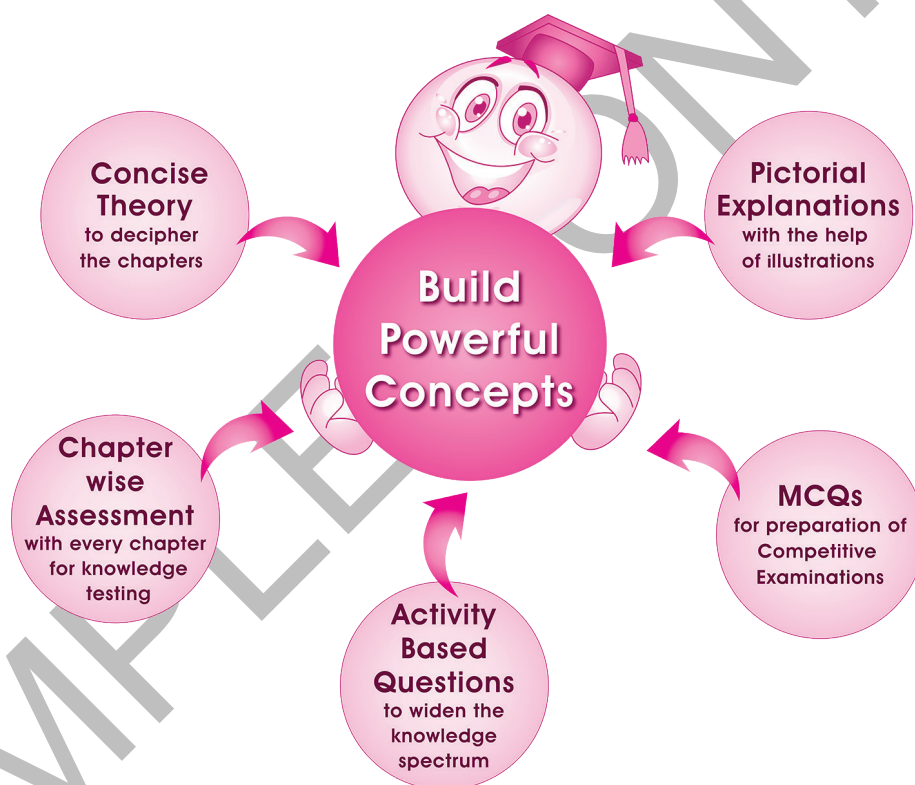 Build
Powerful
Concepts
Concise
Theory
to decipher
the chapters
Pictorial
Explanations
with the help
of illustrations
Chapter
wise
Assessment
with every chapter
for knowledge
testing
MCQs
for preparation of
Competitive
Examinations
Activity
Based
Questions
to widen the
knowledge
spectrum